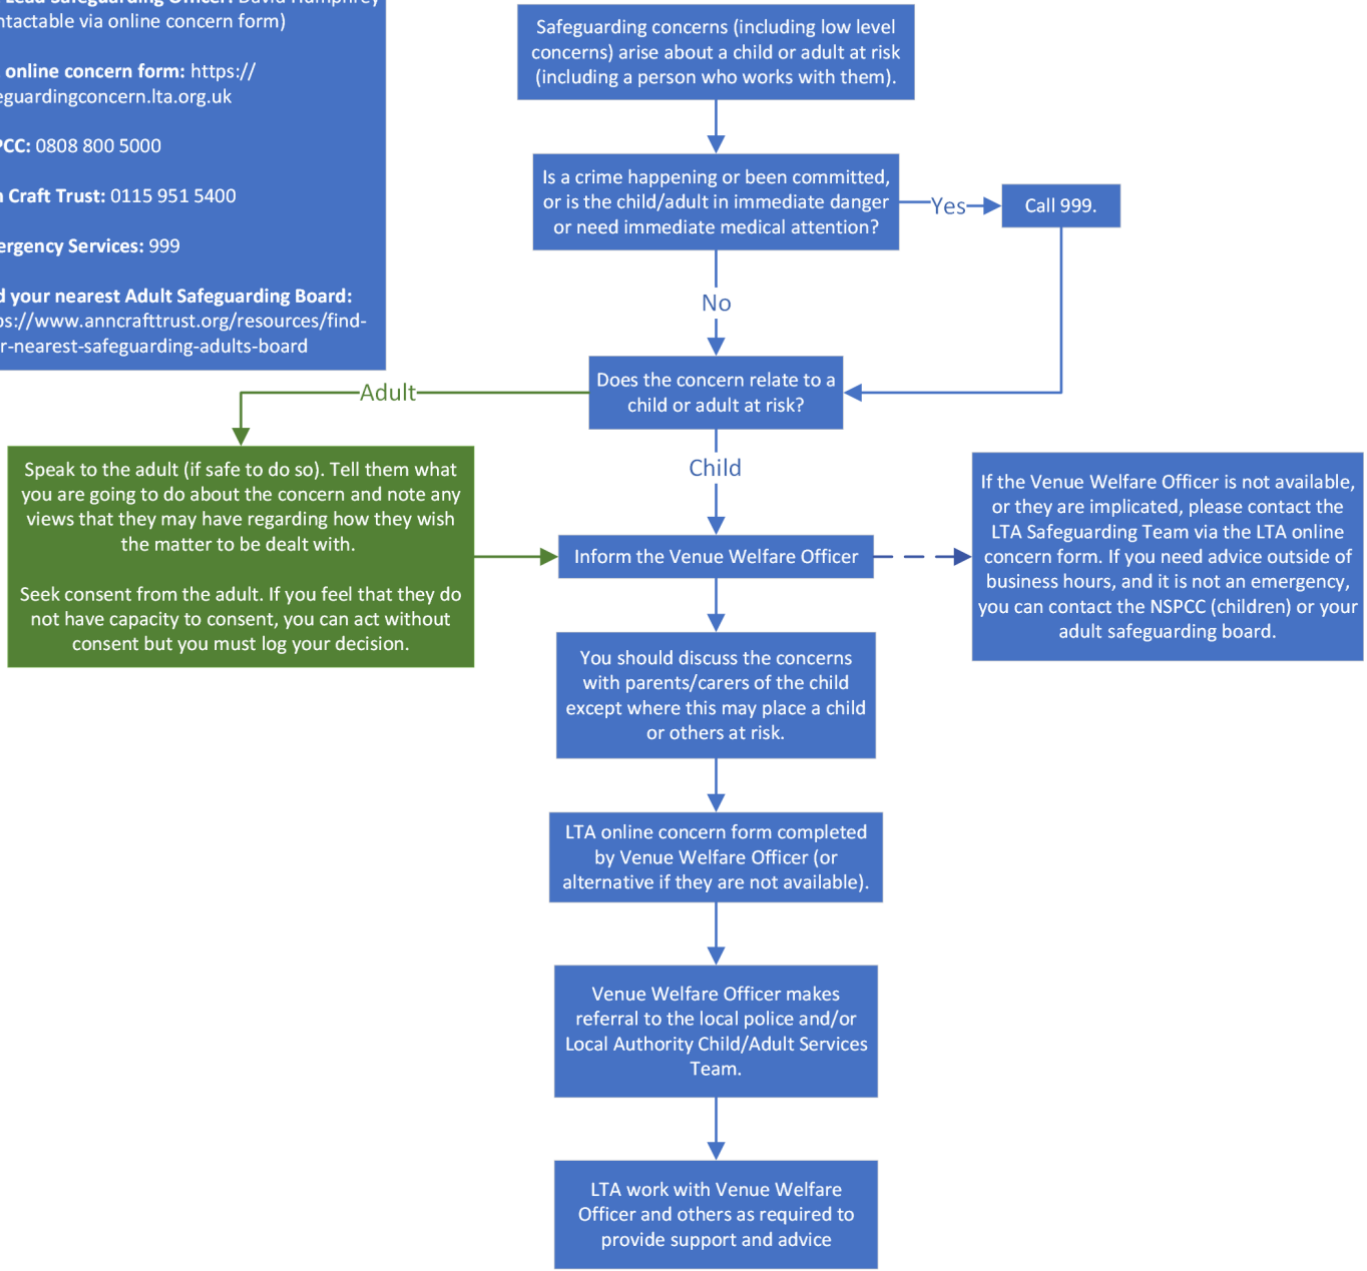 Lead Safeguarding Officer: David Humphrey
ntactable via online concern form)
online concern form: https://
eguardingconcern.lta.org.uk
PCC: 0808 800 5000
n Craft Trust: 0115 951 5400
ergency Services: 999
d your nearest Adult Safeguarding Board:
ps://www.anncrafttrust.org/resources/find-
r-nearest-safeguarding-adults-board
Safeguarding concerns (including low level
concerns) arise about a child or adult at risk
(including a person who works with them).
Is a crime happening or been committed,
or is the child/adult in immediate danger
or need immediate medical attention?
Yes
Call 999.
No
Does the concern relate to a
child or adult at risk?
Adult
Child
Speak to the adult (if safe to do so). Tell them what
you are going to do about the concern and note any
views that they may have regarding how they wish
the matter to be dealt with.
Seek consent from the adult. If you feel that they do
not have capacity to consent, you can act without
consent but you must log your decision.
Inform the Venue Welfare Officer
If the Venue Welfare Officer is not available,
or they are implicated, please contact the
LTA Safeguarding Team via the LTA online
concern form. If you need advice outside of
business hours, and it is not an emergency,
you can contact the NSPCC (children) or your
adult safeguarding board.
You should discuss the concerns
with parents/carers of the child
except where this may place a child
or others at risk.
LTA online concern form completed
by Venue Welfare Officer (or
alternative if they are not available).
Venue Welfare Officer makes
referral to the local police and/or
Local Authority Child/Adult Services
Team.
LTA work with Venue Welfare
Officer and others as required to
provide support and advice